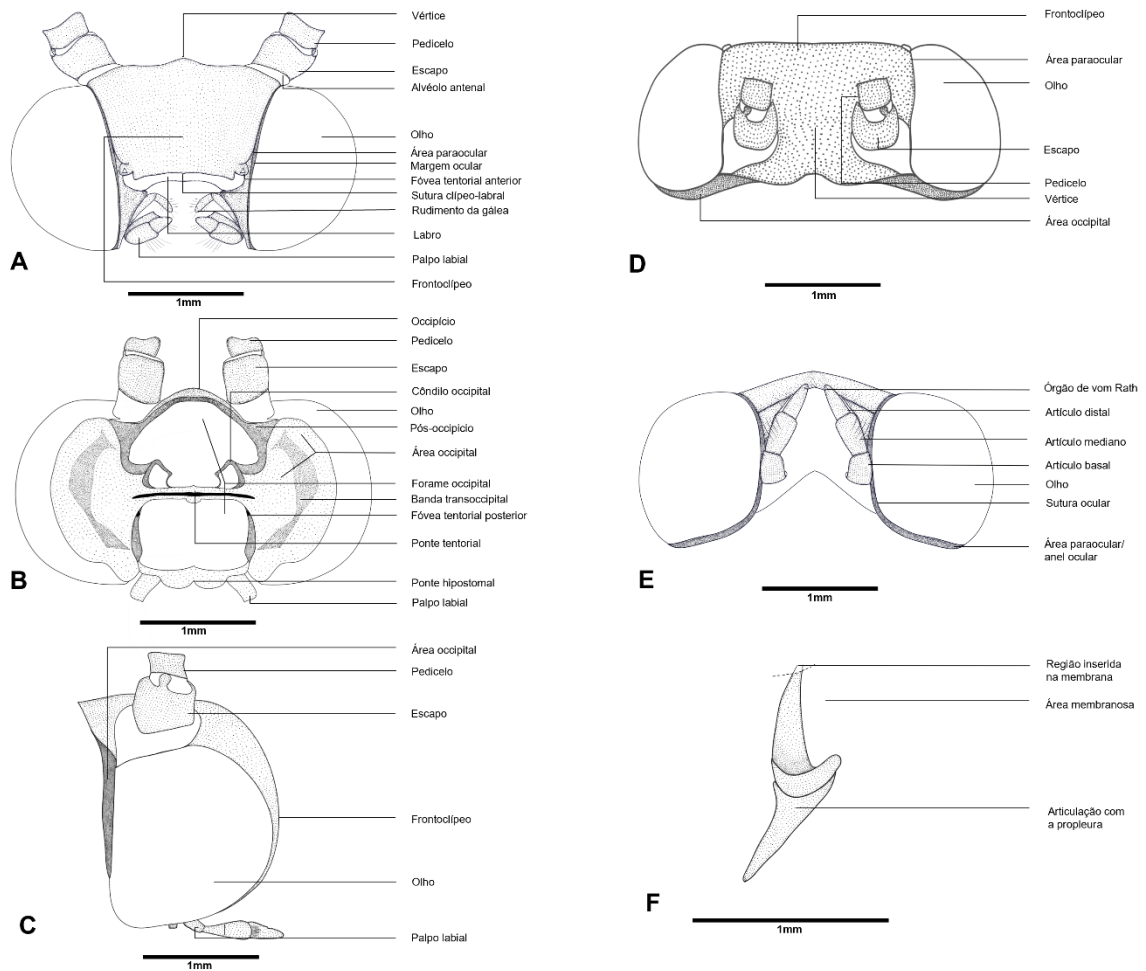 Vértice
Pedicelo
Escapo
Alvéolo antenal
Olho
Área paraocular
Margem ocular
Fóvea tentorial anterior
Sutura clípeo-labral
Rudimento da gálea
Labro
Palpo labial
Frontoclípeo
A
1mm
Occipício
Pedicelo
Escapo
Côndilo occipital
Olho
Pós-occipicio
Área occipital
Forame occipital
Banda transoccipital
Fóvea tentorial posterior
Ponte tentorial
Ponte hipostomal
Palpo labial
B
1mm
Área occipital
Pedicelo
Escapo
Frontoclípeo
Olho
Palpo labial
C
1mm
Frontoclípeo
Área paraocular
Olho
Escapo
Pedicelo
Vértice
Área occipital
D
1mm
Órgão de vom Rath
Artículo distal
Artículo mediano
Artículo basal
Olho
Sutura ocular
Área paraocular/
anel ocular
E
1mm
Região inserida
na membrana
Área membranosa
Articulação com
a propleura
F
1mm